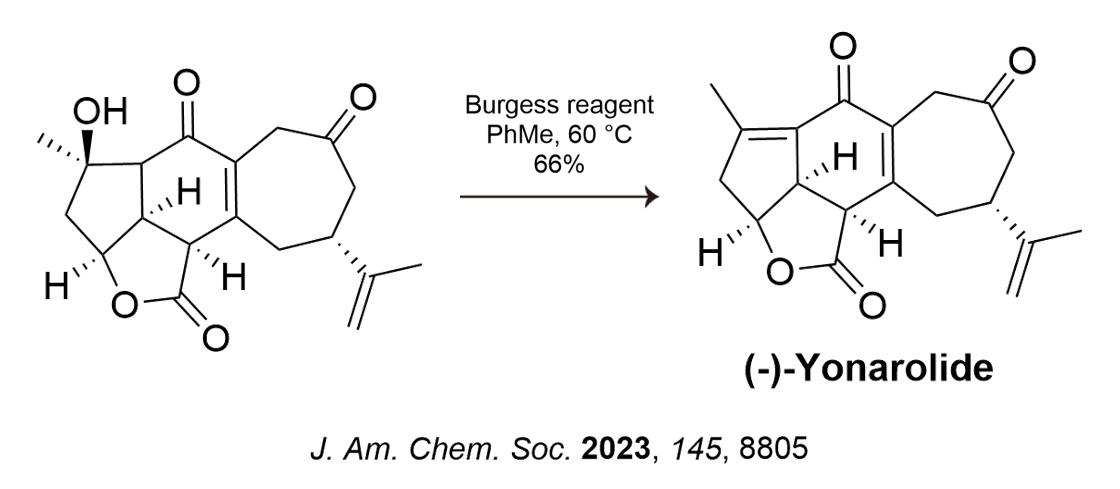 OH
O
O
H
H
H
O
O
Burgess reagent
PhMe, 60 °C
66%
O
O
H
H
H
O
O
(-)-Yonarolide
J. Am. Chem. Soc. 2023, 145, 8805